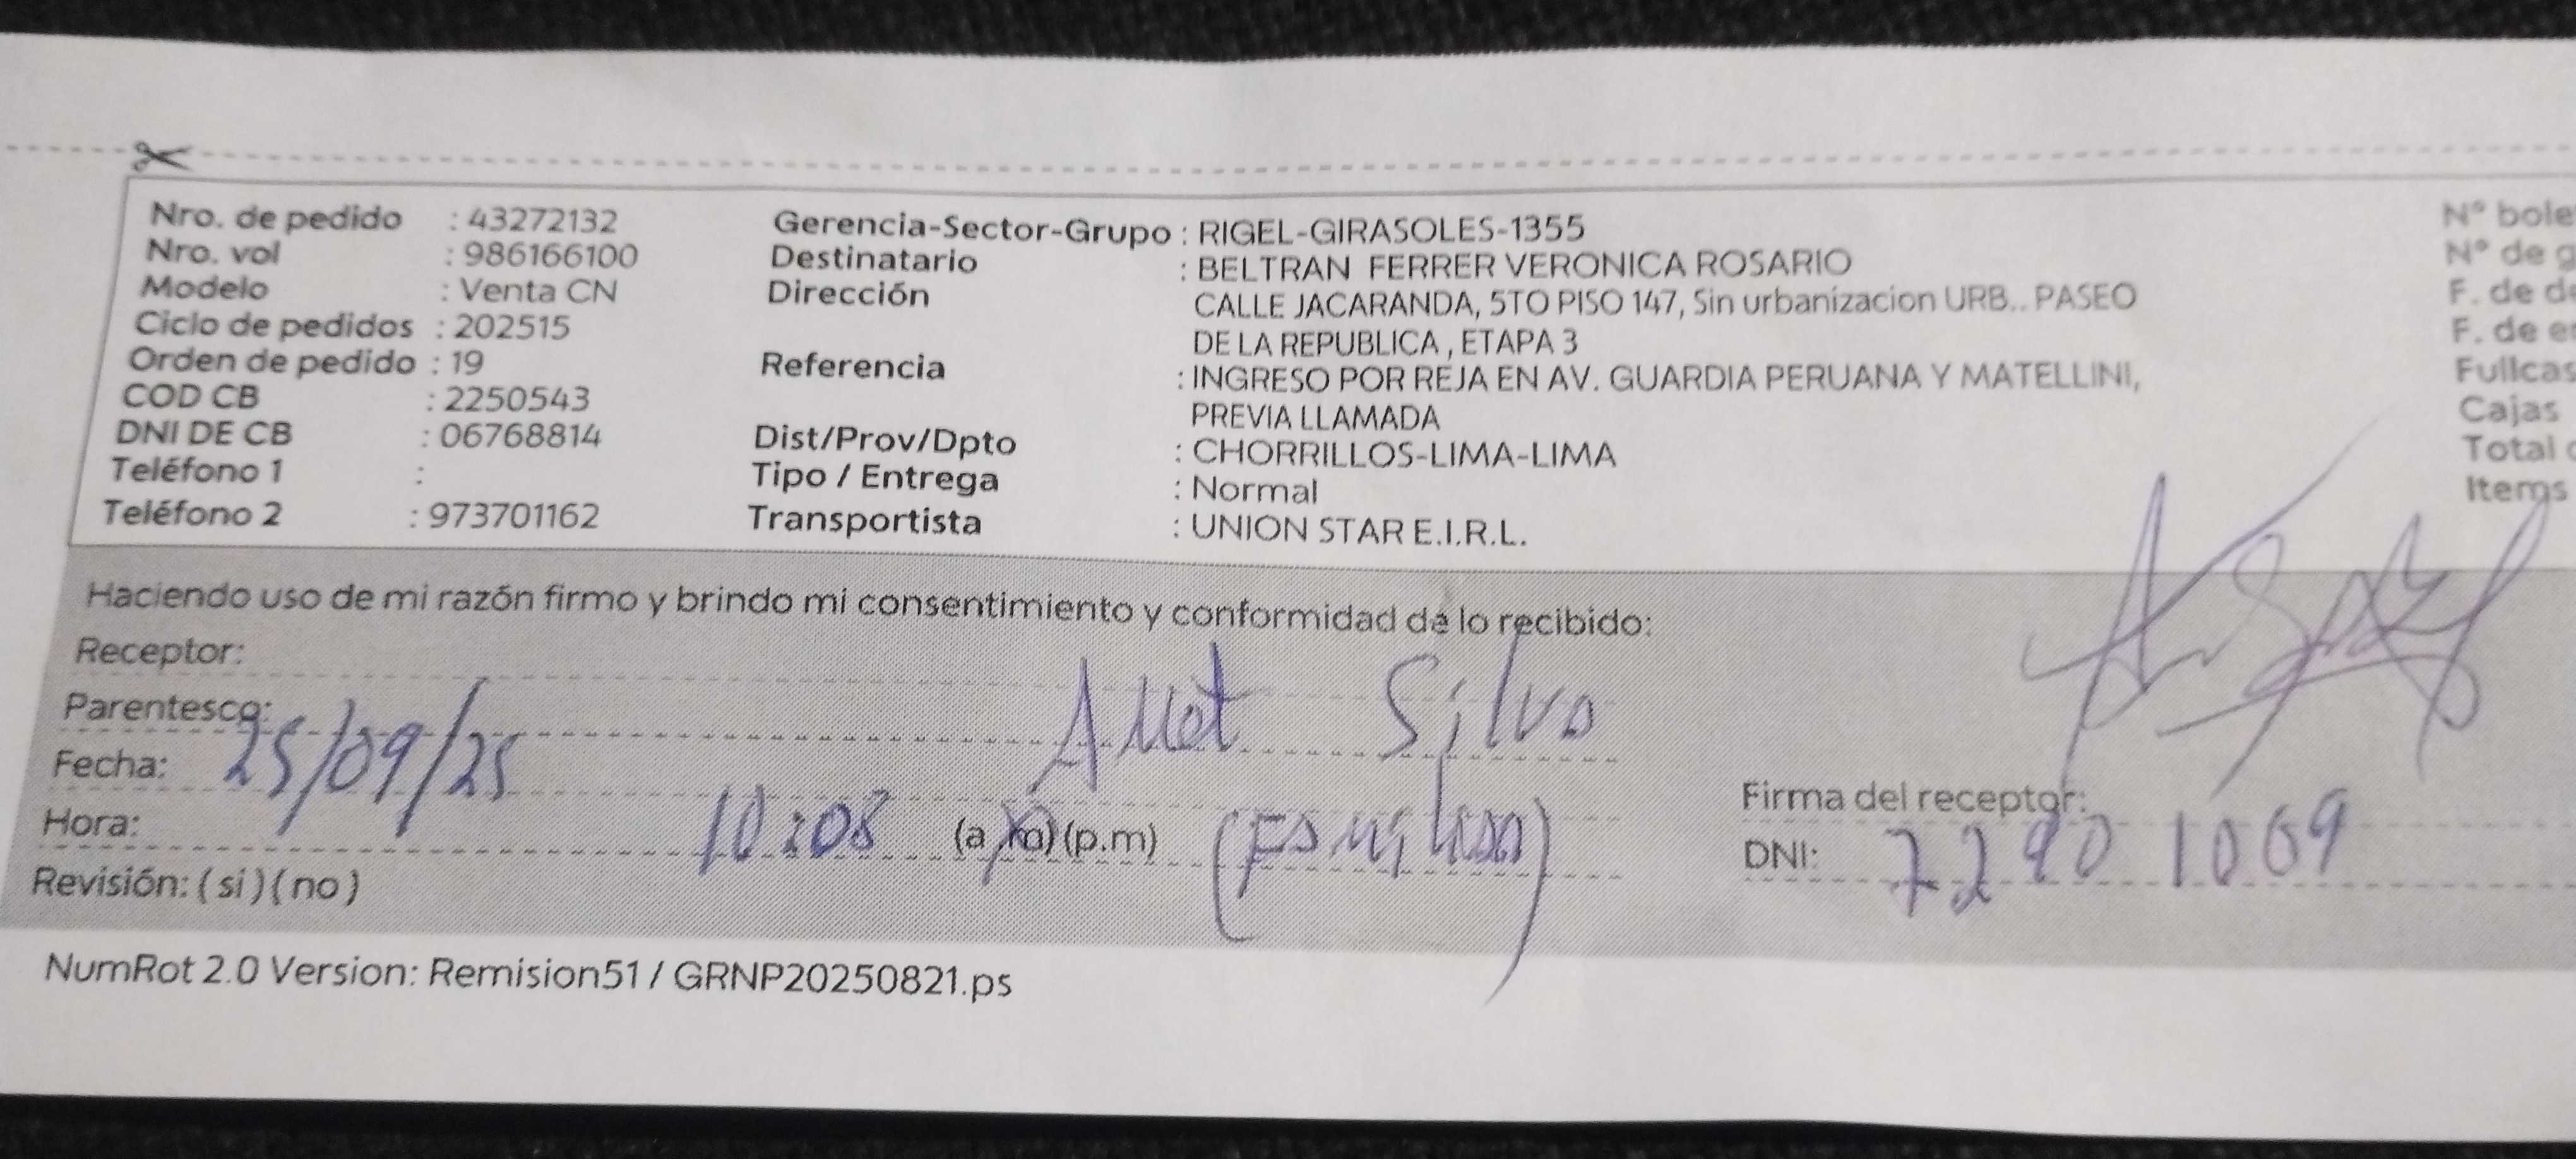 Nro. de pedido : 43272132
Nro. vol : 986166100
Modelo : Venta CN
Ciclo de pedidos : 202515
Orden de pedido : 19
COD CB : 2250543
DNI DE CB : 06768814
Teléfono 1 :
Teléfono 2 : 973701162
Gerencia-Sector-Grupo : RIGEL-GIRASOLES-1355
Destinatario : BELTRAN FERRER VERONICA ROSARIO
Dirección CALLE JACARANDA, 5TO PISO 147, Sin urbanizacion URB.. PASEO
DE LA REPUBLICA , ETAPA 3
Referencia : INGRESO POR REJA EN AV. GUARDIA PERUANA Y MATELLINI,
PREVIA LLAMADA
Dist/Prov/Dpto : CHORRILLOS-LIMA-LIMA
Tipo / Entrega : Normal
Transportista : UNION STAR E.I.R.L.
N° bole
N° de g
F. de de
F. de e
Fullcas
Cajas
Total
Items
Haciendo uso de mi razón firmo y brindo mi consentimiento y conformidad de lo recibido:
Receptor:
Parentesco: Silva
Fecha: 25/09/25
Hora: 10:08 (a.m) (p.m)
Revisión: ( si ) ( no )
Firma del receptor:
DNI: 72901069
NumRot 2.0 Version: Remision51 / GRNP20250821.ps